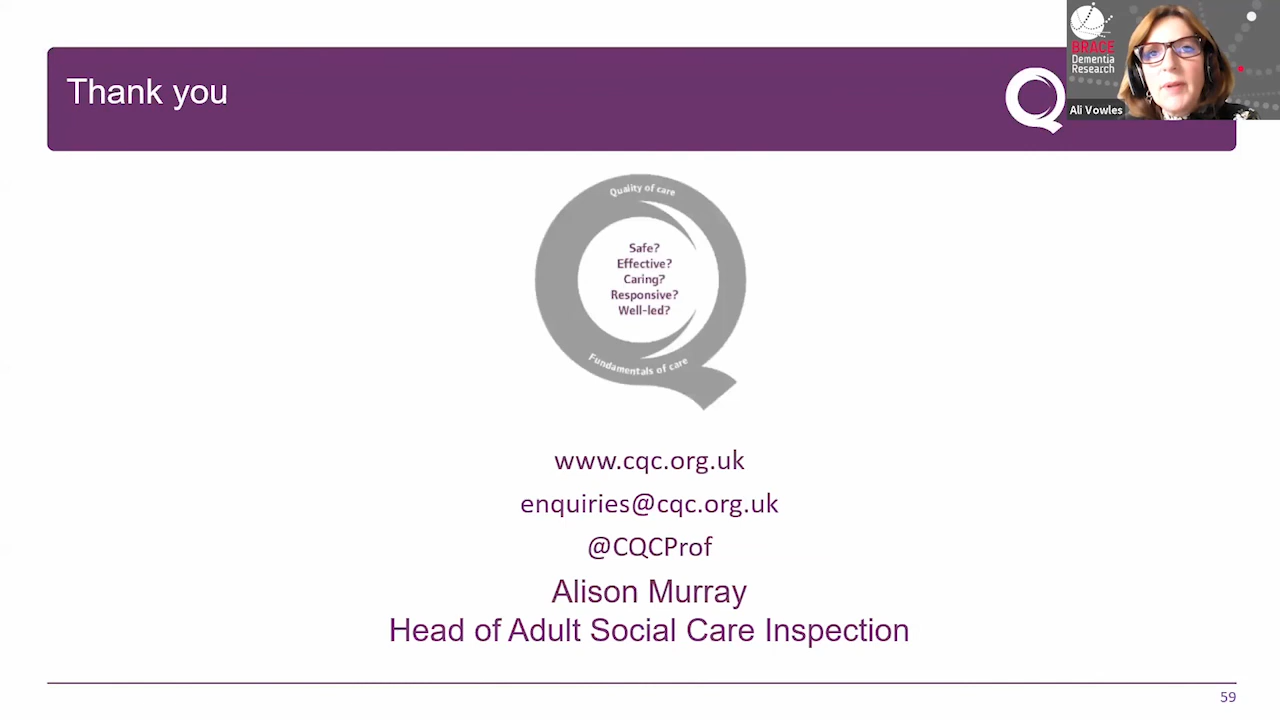 Thank you
BRACE
Dementia
Research
Ali Vowles
Quality of care
Safe?
Effective?
Caring?
Responsive?
Well-led?
Fundamentals of care
www.cqc.org.uk
enquiries@cqc.org.uk
@CQCProf
Alison Murray
Head of Adult Social Care Inspection
59